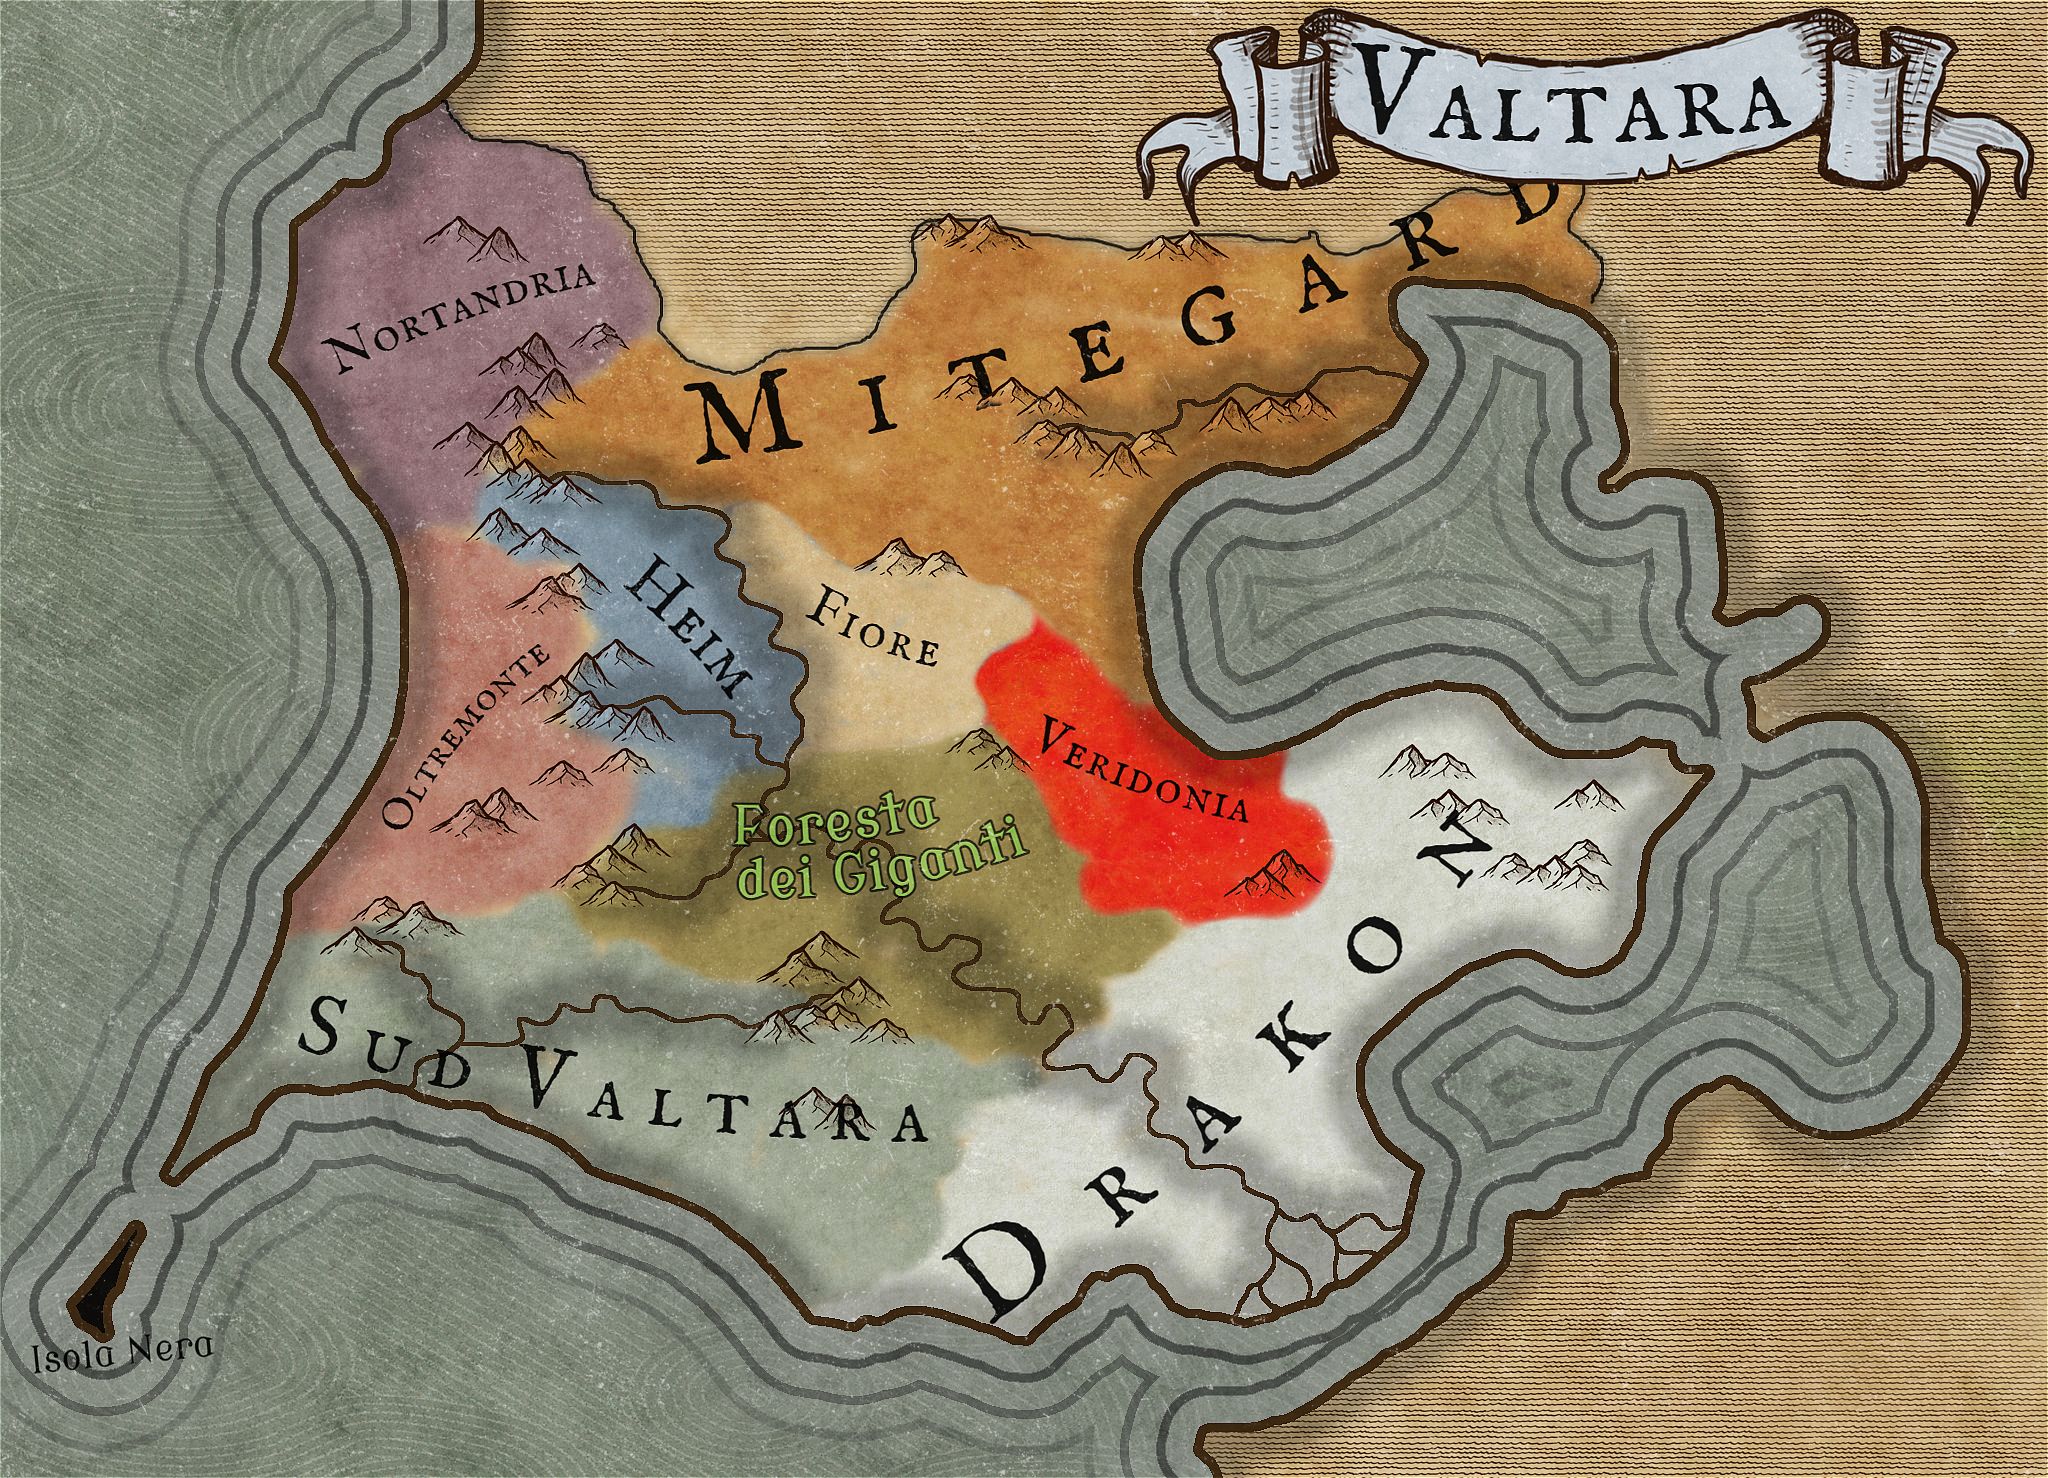 VALTARA
NORTANDRIA
MITEGARD
HEIM
FIORE
OLTREMONTE
VERIDONIA
Foresta
dei Giganti
DRAKON
SUD VALTARA
Isola Nera